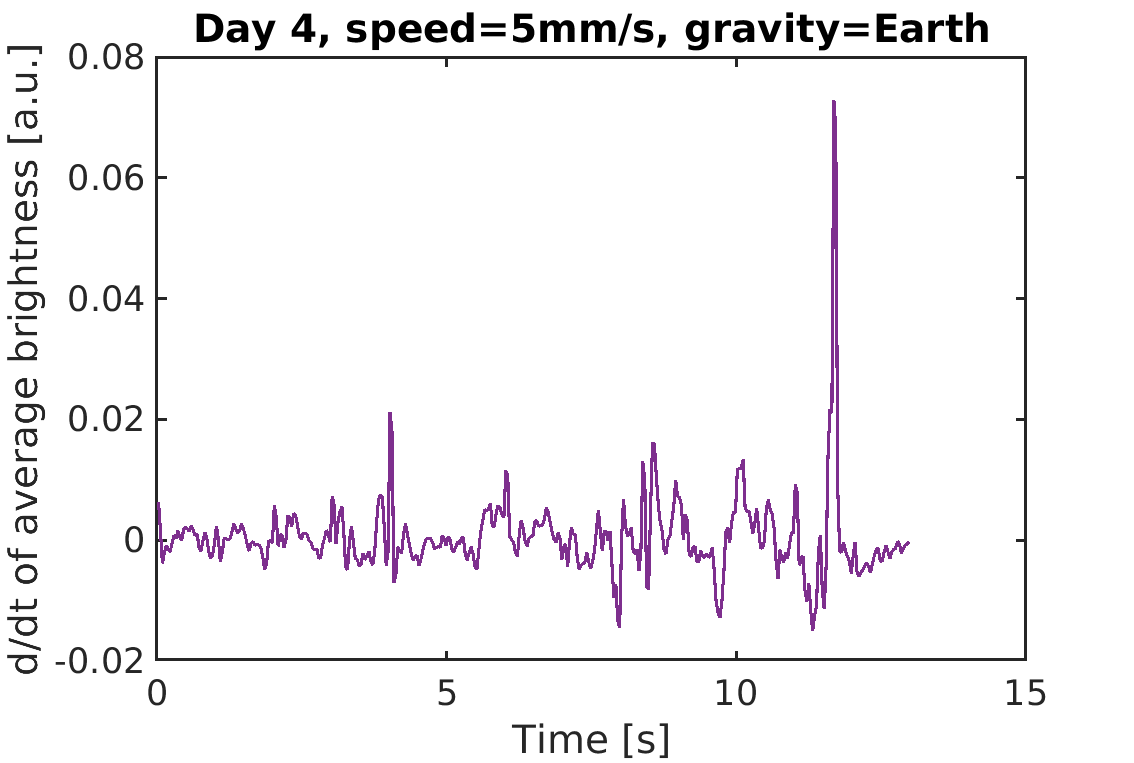 Day 4, speed=5mm/s, gravity=Earth
d/dt of average brightness [a.u.]
0.08
0.06
0.04
0.02
0
-0.02
0 5 10 15
Time [s]